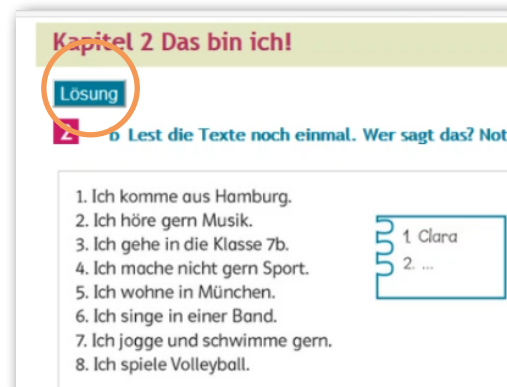 Kapitel 2 Das bin ich!
Lösung
2 b Lest die Texte noch einmal. Wer sagt das? Not
1. Ich komme aus Hamburg.
2. Ich höre gern Musik.
3. Ich gehe in die Klasse 7b.
4. Ich mache nicht gern Sport.
5. Ich wohne in München.
6. Ich singe in einer Band.
7. Ich jogge und schwimme gern.
8. Ich spiele Volleyball.
1. Clara
2. ...